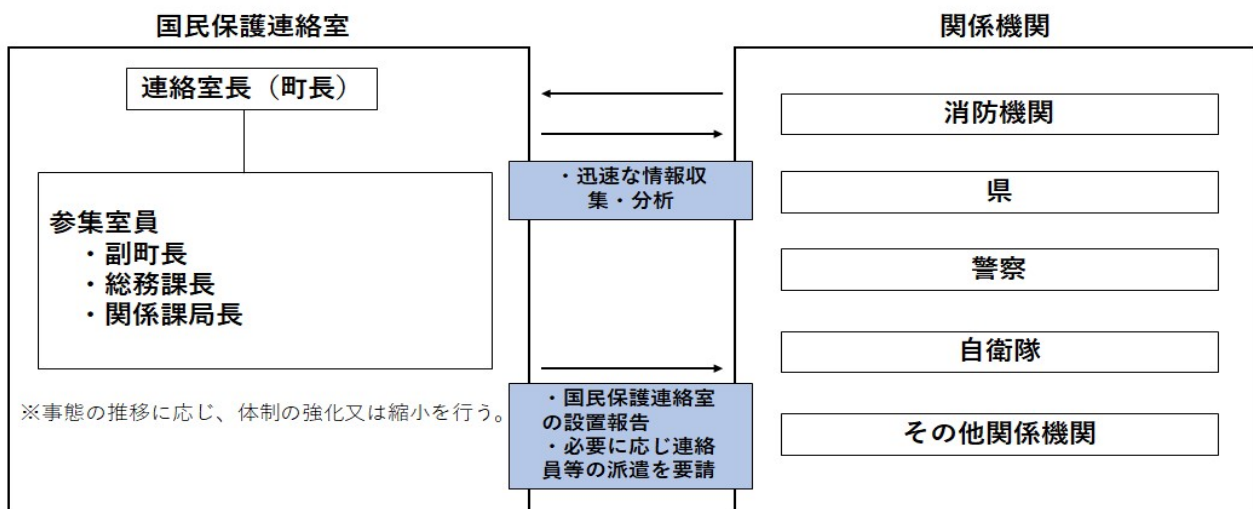 国民保護連絡室
連絡室長（町長）
参集室員
・副町長
・総務課長
・関係課局長
※事態の推移に応じ、体制の強化又は縮小を行う。
・迅速な情報収
集・分析
・国民保護連絡室
の設置報告
・必要に応じ連絡
員等の派遣を要請
関係機関
消防機関
県
警察
自衛隊
その他関係機関